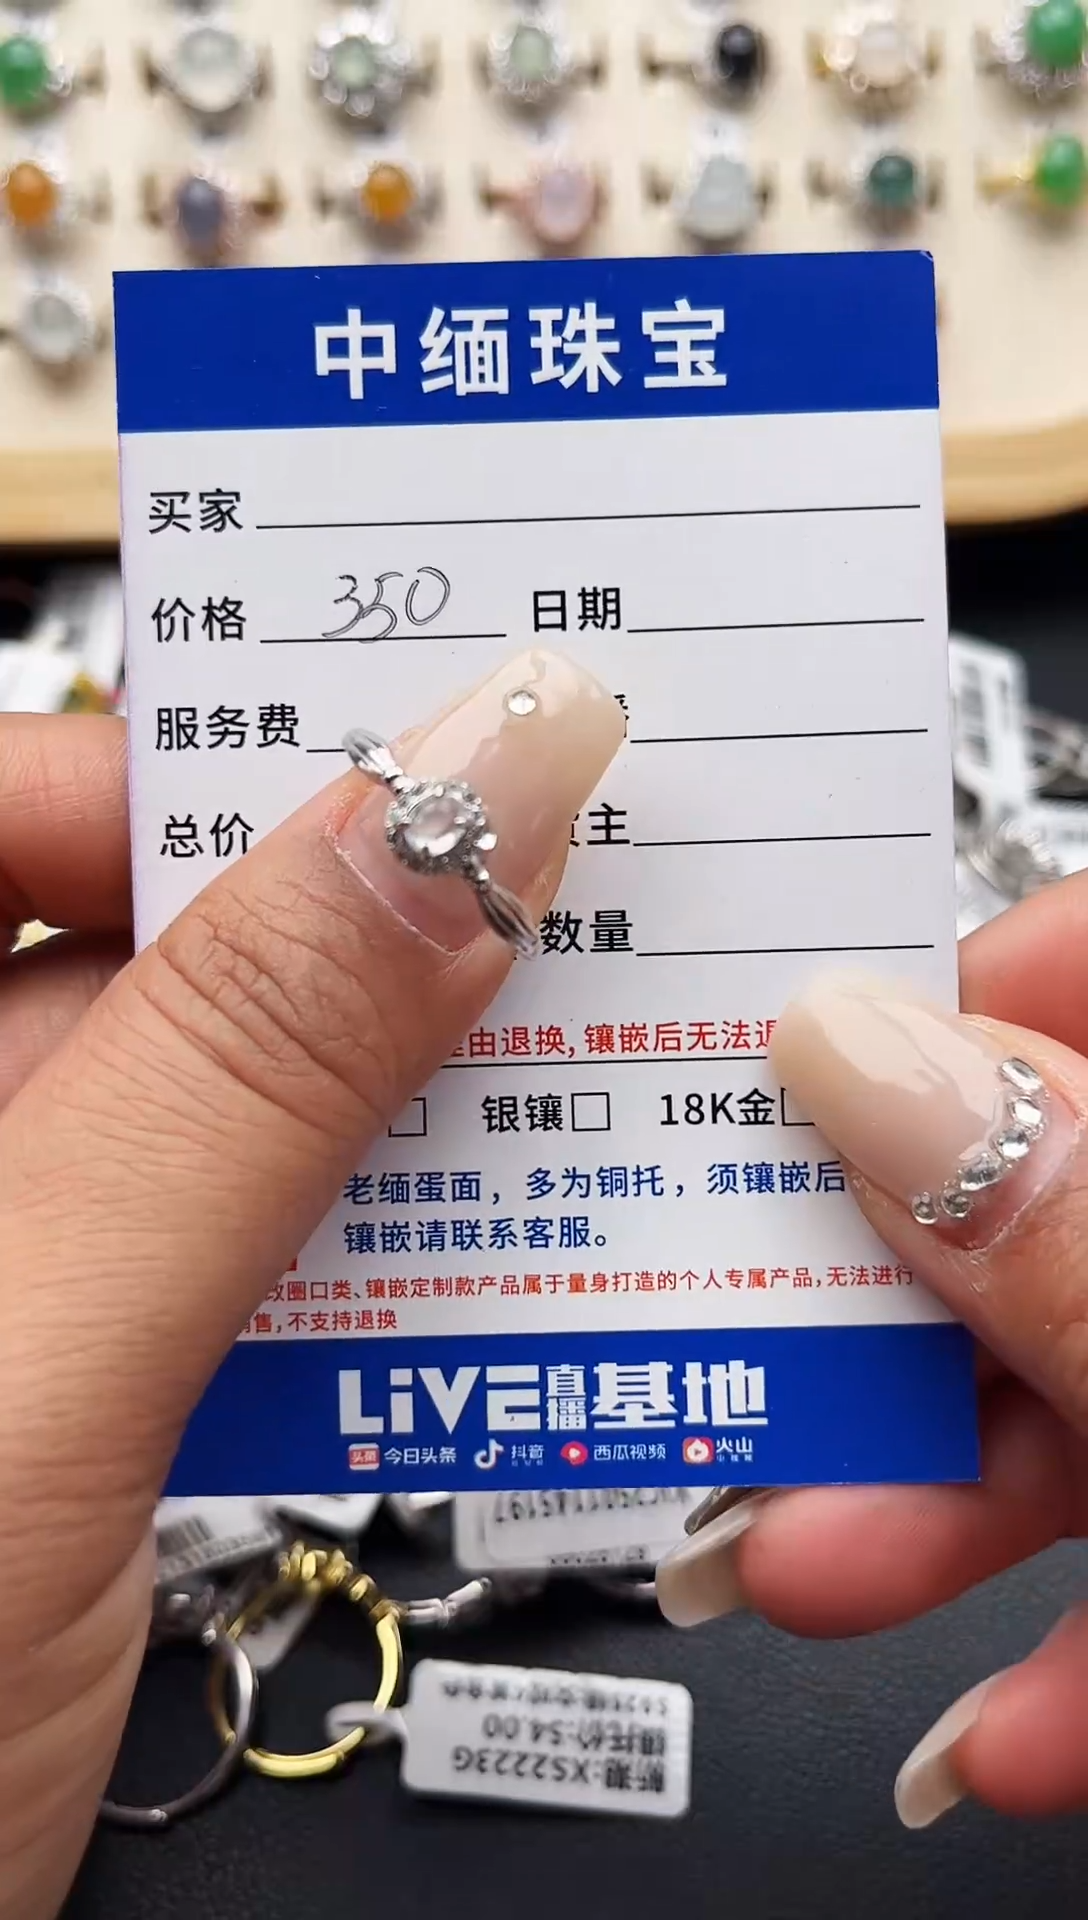 中缅珠宝
买家
价格 350 日期
服务费
总价 主
数量
由退换,镶嵌后无法
银镶□ 18K金
老缅蛋面，多为铜托，须镶嵌后
镶嵌请联系客服。
改圈口类、镶嵌定制款产品属于量身打造的个人专属产品,无法进行
售,不支持退换
LiVE直播基地
头条 今日头条 抖音 西瓜视频 火山
XS2223G
54.00